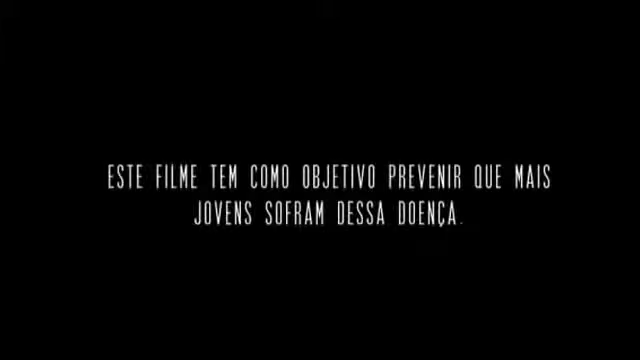 ESTE FILME TEM COMO OBJETIVO PREVENIR QUE MAIS
JOVENS SOFRAM DESSA DOENÇA.